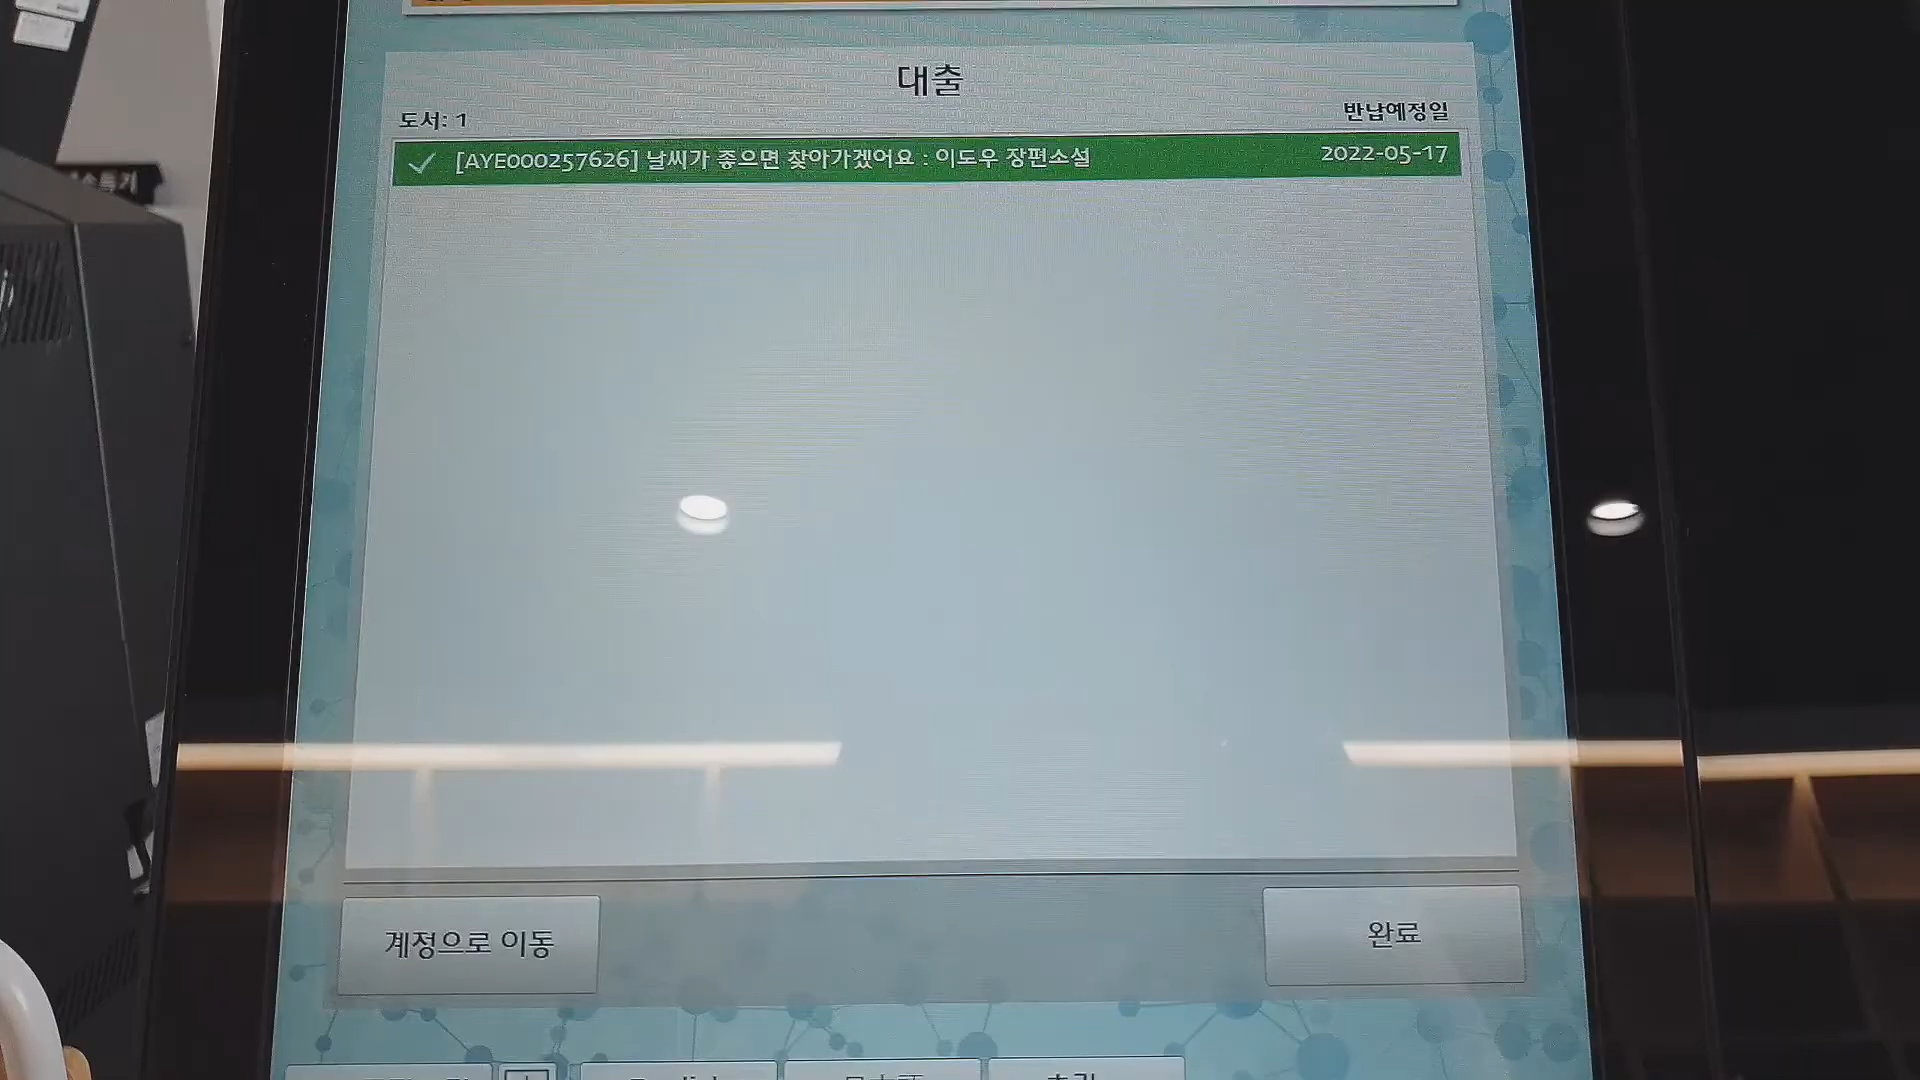 대출
도서: 1
반납예정일
[AYE000257626] 날씨가 좋으면 찾아가겠어요 : 이도우 장편소설
2022-05-17
계정으로 이동
완료